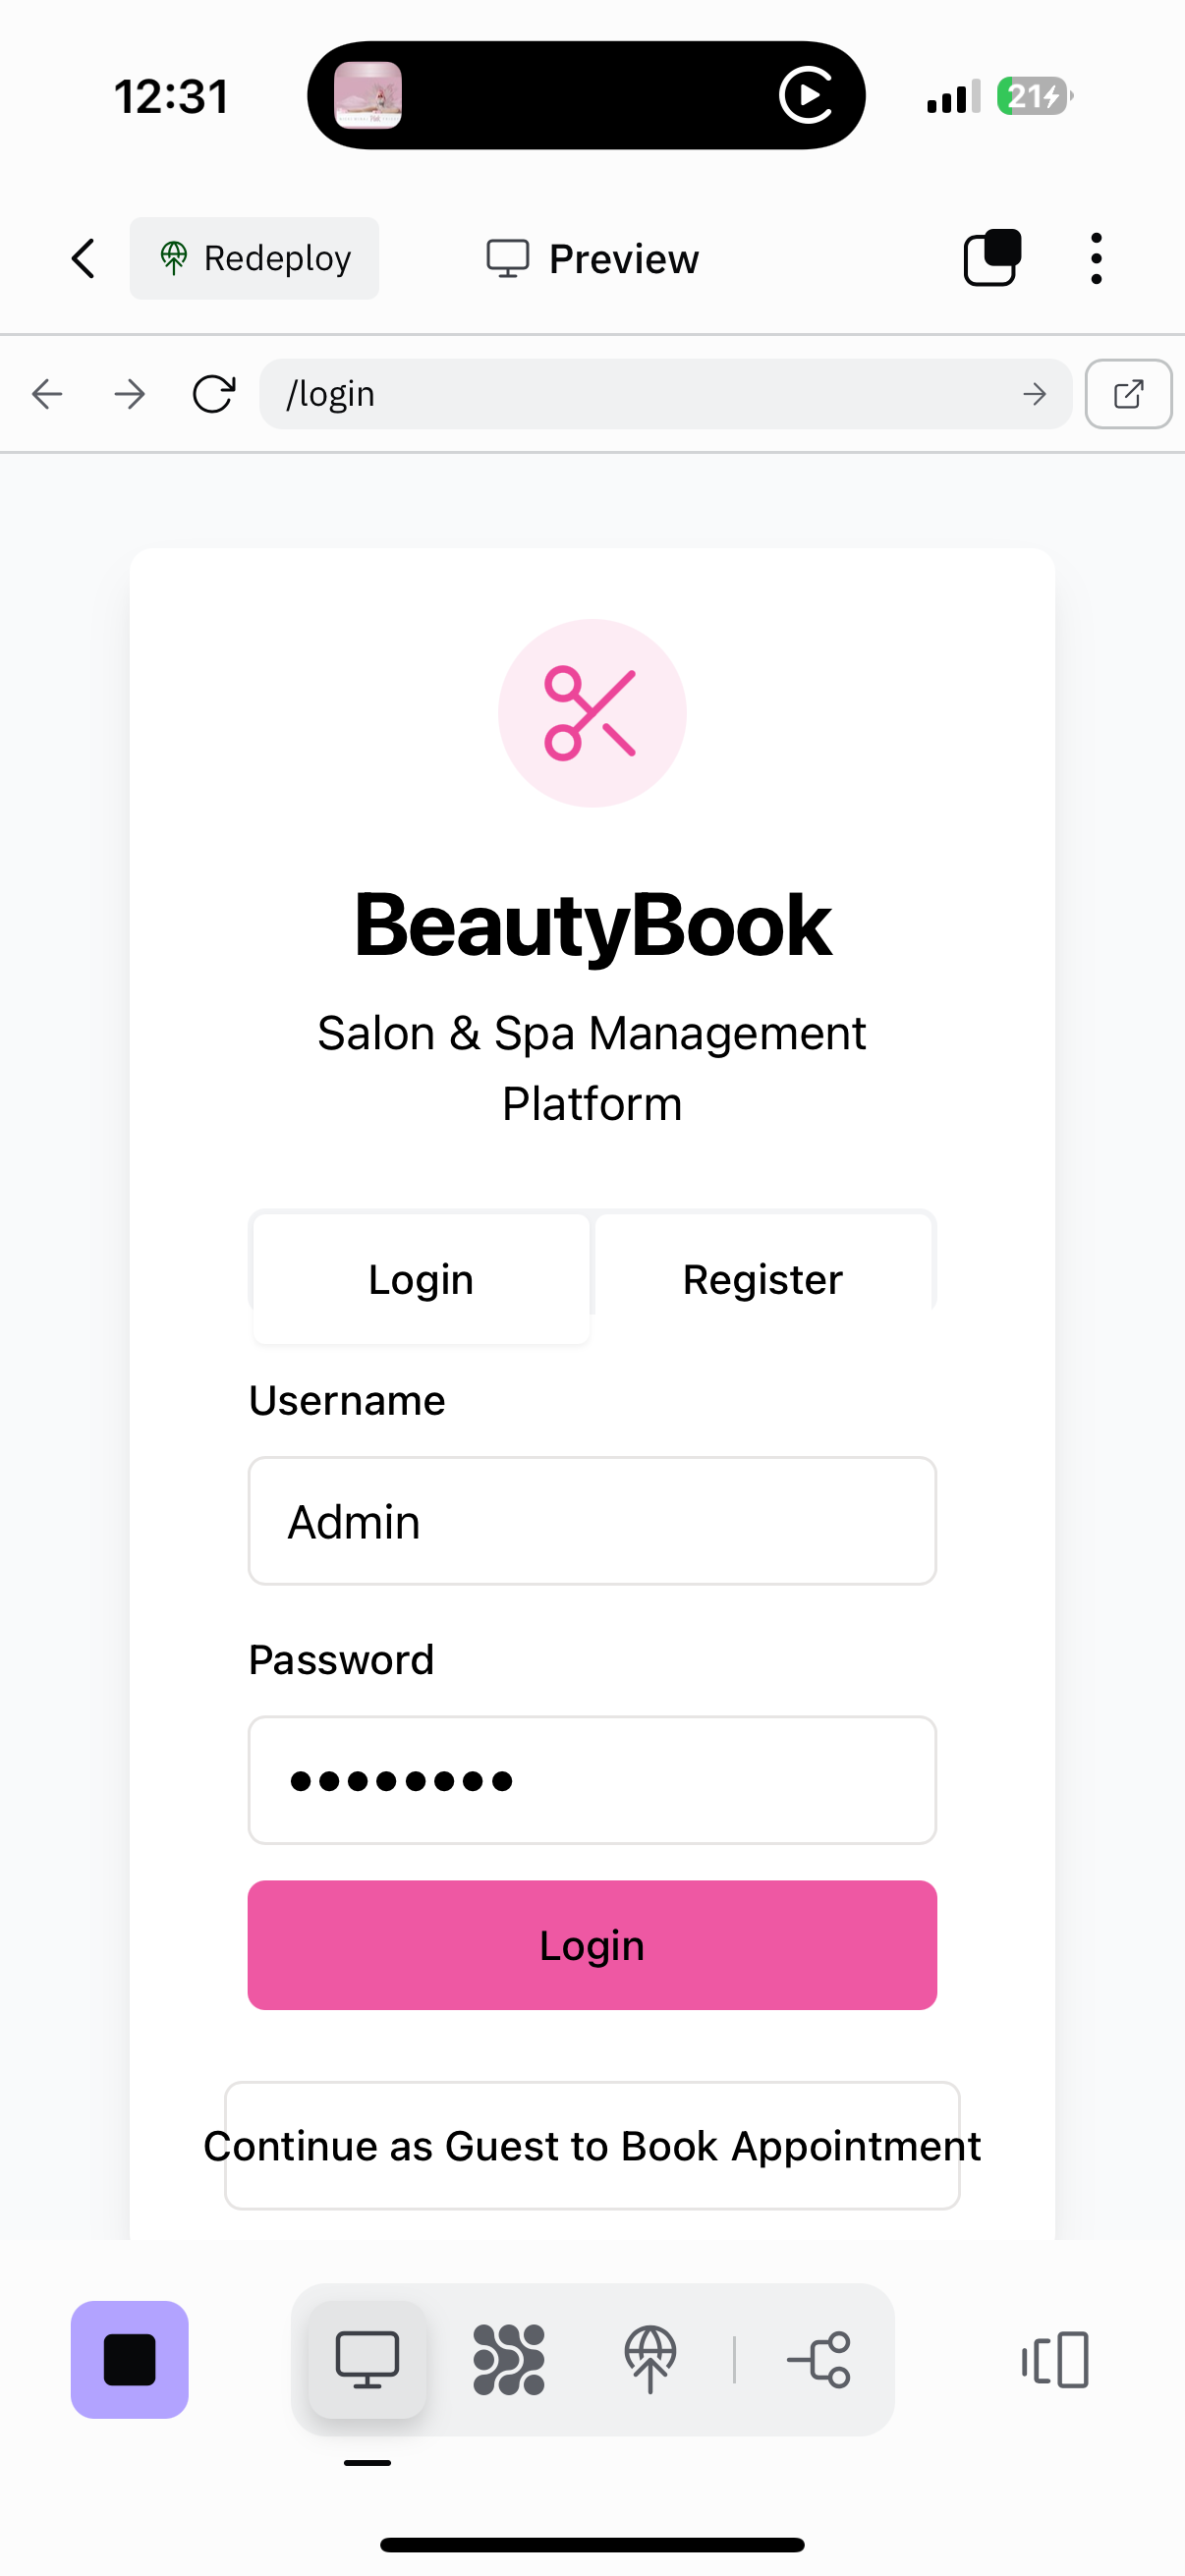 12:31
21
Redeploy
Preview
/login
BeautyBook
Salon & Spa Management
Platform
Login
Register
Username
Admin
Password
Login
Continue as Guest to Book Appointment